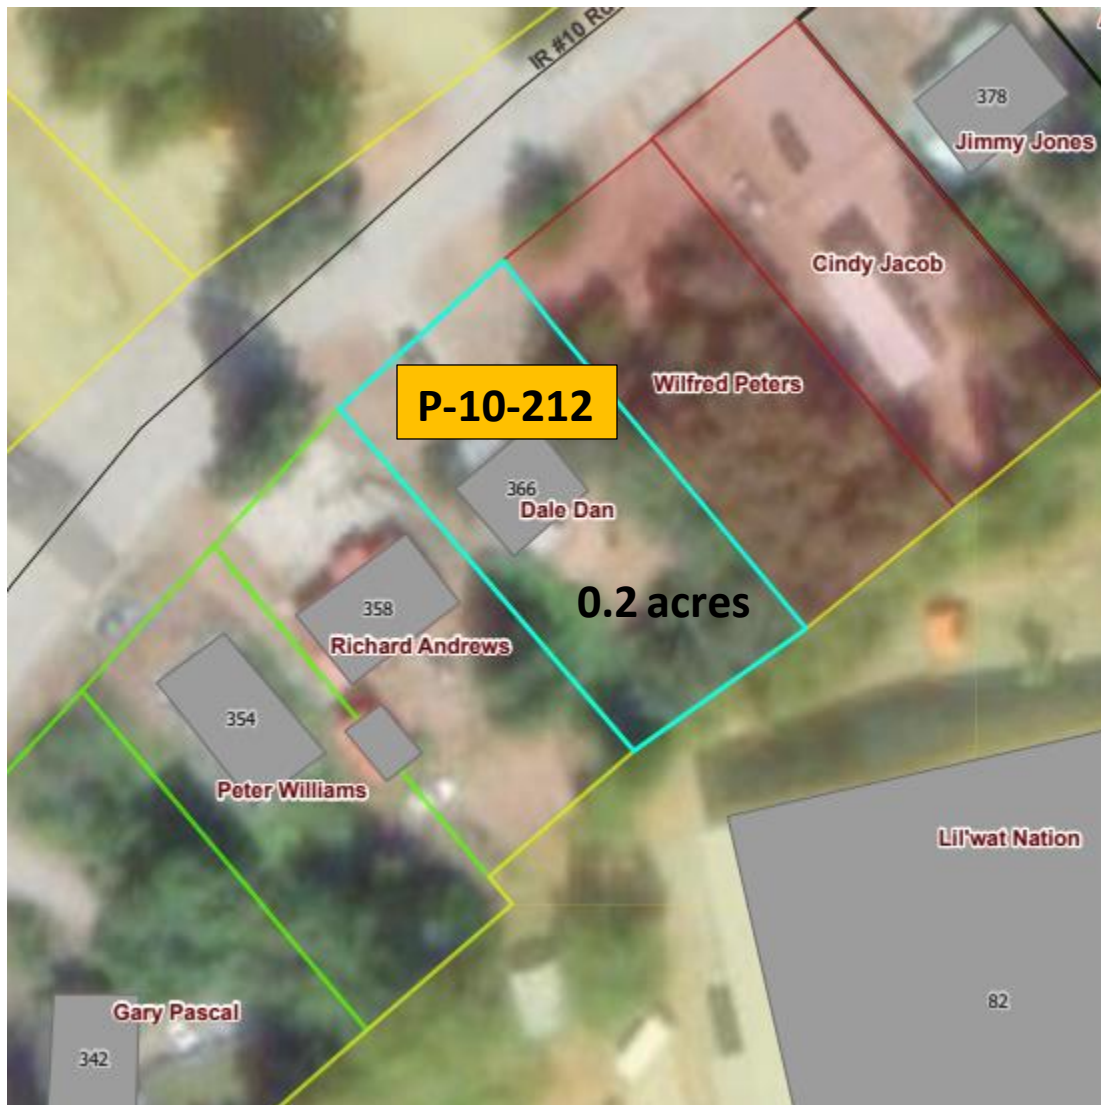 IR #10 Ro
378
Jimmy Jones
Cindy Jacob
Wilfred Peters
P-10-212
366
Dale Dan
0.2 acres
358
Richard Andrews
354
Peter Williams
Lil'wat Nation
82
Gary Pascal
342